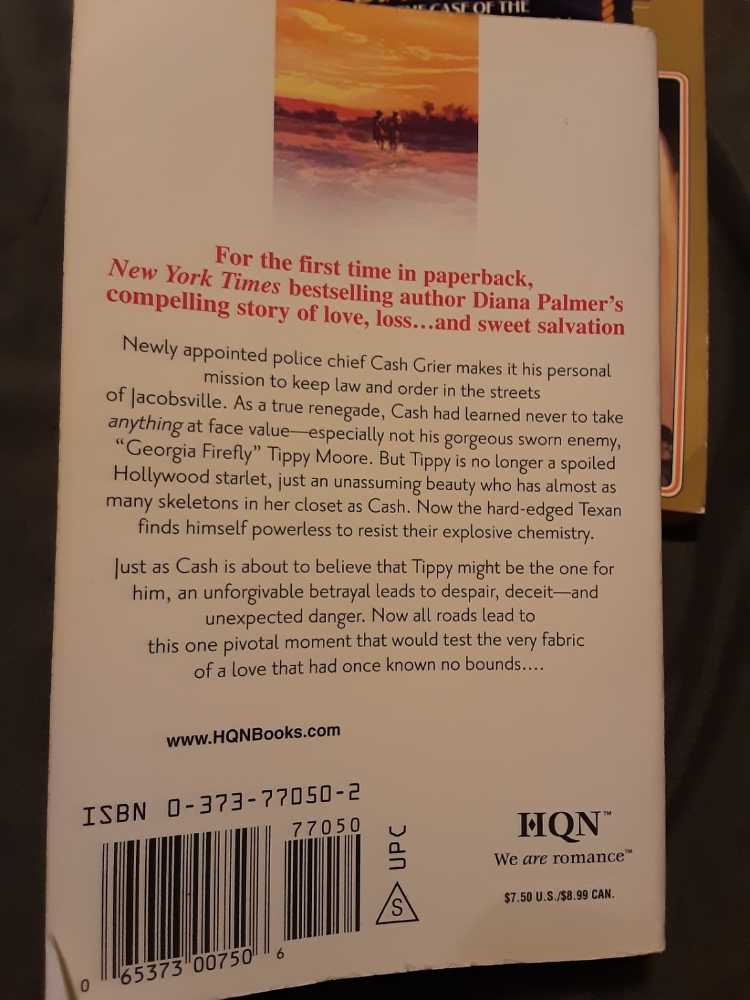 CASE OF THE
For the first time in paperback,
New York Times bestselling author Diana Palmer's
compelling story of love, loss...and sweet salvation
Newly appointed police chief Cash Grier makes it his personal
mission to keep law and order in the streets
of Jacobsville. As a true renegade, Cash had learned never to take
anything at face value—especially not his gorgeous sworn enemy,
“Georgia Firefly” Tippy Moore. But Tippy is no longer a spoiled
Hollywood starlet, just an unassuming beauty who has almost as
many skeletons in her closet as Cash. Now the hard-edged Texan
finds himself powerless to resist their explosive chemistry.
Just as Cash is about to believe that Tippy might be the one for
him, an unforgivable betrayal leads to despair, deceit—and
unexpected danger. Now all roads lead to
this one pivotal moment that would test the very fabric
of a love that had once known no bounds....
www.HQNBooks.com
ISBN 0-373-77050-2
77050
UPC
S
0 65373 00750 6
HQN™
We are romance™
$7.50 U.S./$8.99 CAN.